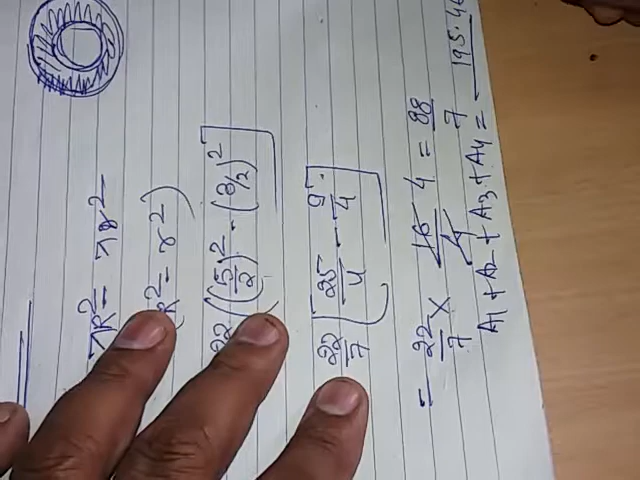 πR² - πr²
R² - r²)
22 ((5/2)² - (3/2)²]
22/7 [25/4 - 9/4]
= 22/7 × 16/4 4 = 88/7
A₁ + A₂ + A₃ + A₄ = 195.46